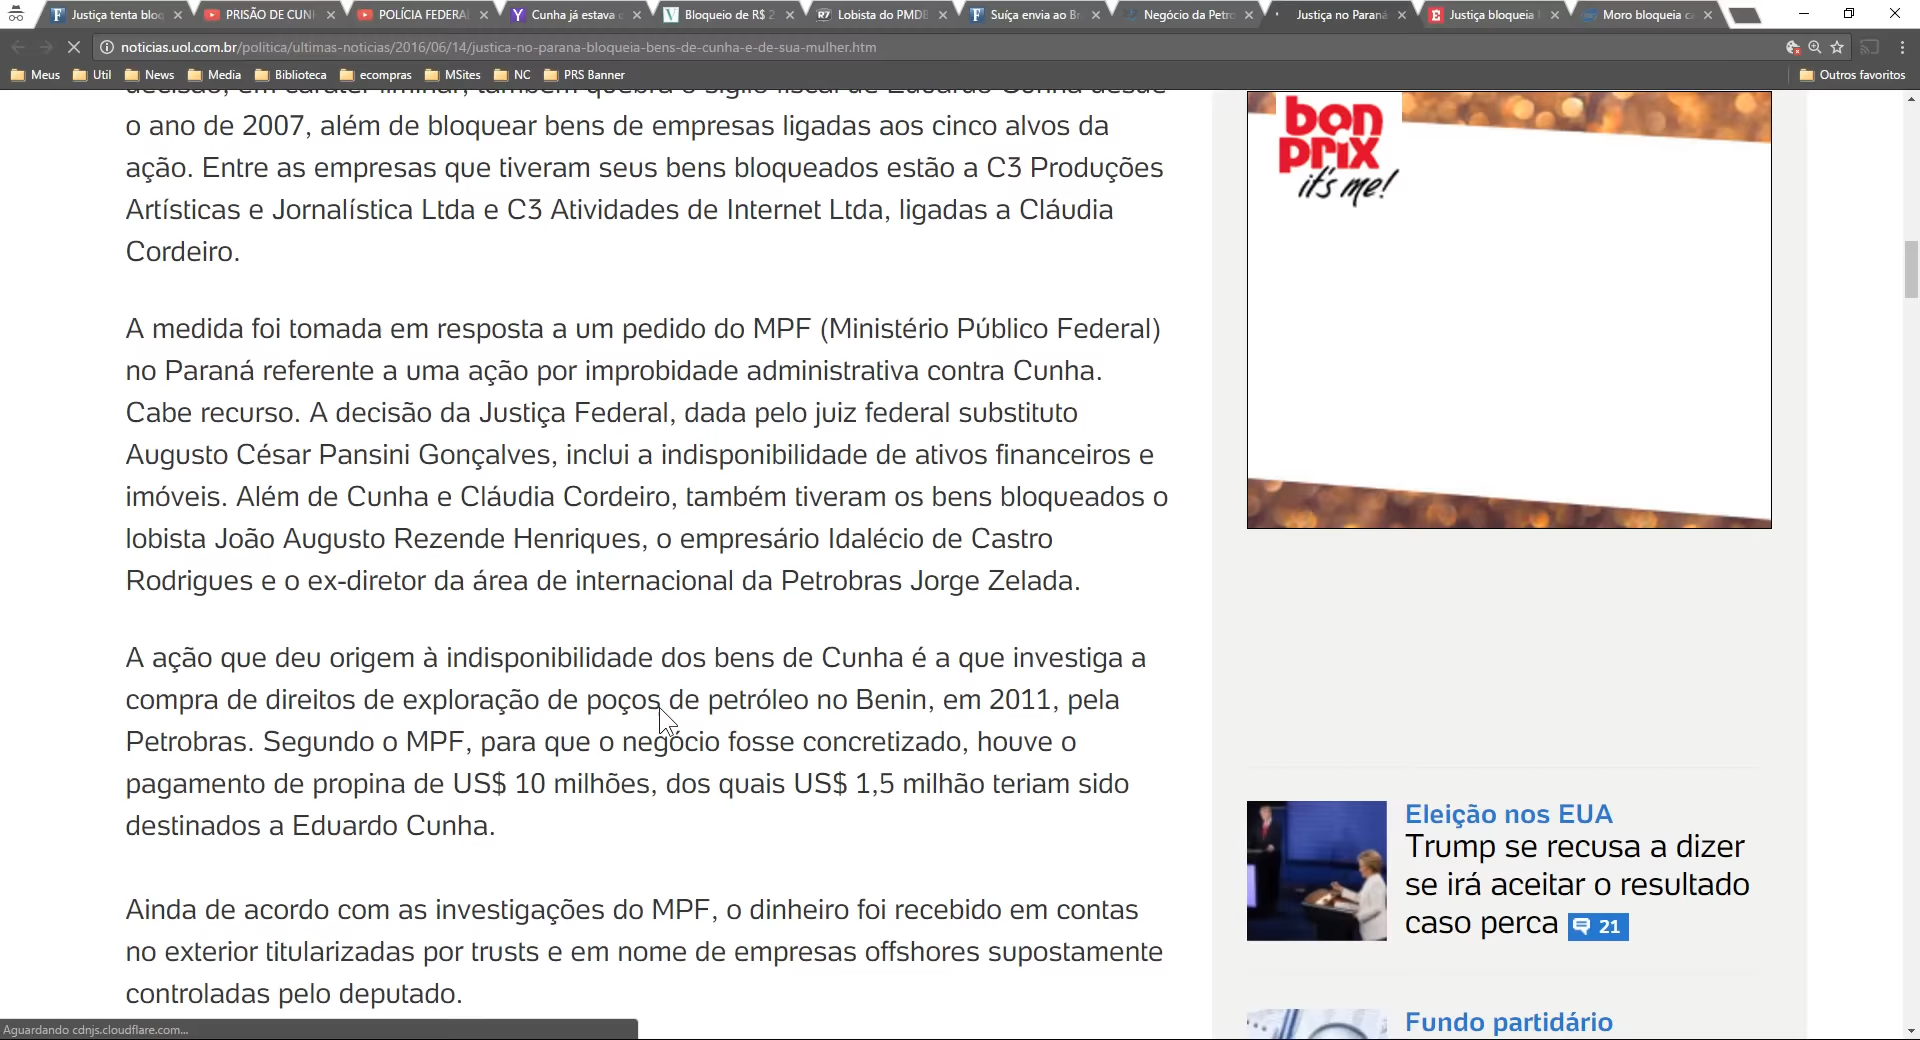 Justiça tenta bloq
PRISÃO DE CUN
POLÍCIA FEDERA
Cunha já estava
Bloqueio de R$ 2
Lobista do PMDB
Suíça envia ao Br
Negócio da Petro
Justiça no Paraná
Justiça bloqueia
Moro bloqueia c
noticias.uol.com.br/politica/ultimas-noticias/2016/06/14/justica-no-parana-bloqueia-bens-de-cunha-e-de-sua-mulher.htm
Meus
Util
News
Media
Biblioteca
ecompras
MSites
NC
PRS Banner
Outros favoritos
decisão, em caráter liminar, também quebra o sigilo fiscal de Eduardo Cunha desde
o ano de 2007, além de bloquear bens de empresas ligadas aos cinco alvos da
ação. Entre as empresas que tiveram seus bens bloqueados estão a C3 Produções
Artísticas e Jornalística Ltda e C3 Atividades de Internet Ltda, ligadas a Cláudia
Cordeiro.
A medida foi tomada em resposta a um pedido do MPF (Ministério Público Federal)
no Paraná referente a uma ação por improbidade administrativa contra Cunha.
Cabe recurso. A decisão da Justiça Federal, dada pelo juiz federal substituto
Augusto César Pansini Gonçalves, inclui a indisponibilidade de ativos financeiros e
imóveis. Além de Cunha e Cláudia Cordeiro, também tiveram os bens bloqueados o
lobista João Augusto Rezende Henriques, o empresário Idalécio de Castro
Rodrigues e o ex-diretor da área de internacional da Petrobras Jorge Zelada.
A ação que deu origem à indisponibilidade dos bens de Cunha é a que investiga a
compra de direitos de exploração de poços de petróleo no Benin, em 2011, pela
Petrobras. Segundo o MPF, para que o negócio fosse concretizado, houve o
pagamento de propina de US$ 10 milhões, dos quais US$ 1,5 milhão teriam sido
destinados a Eduardo Cunha.
Ainda de acordo com as investigações do MPF, o dinheiro foi recebido em contas
no exterior titularizadas por trusts e em nome de empresas offshores supostamente
controladas pelo deputado.
bon
prix
it's me!
Eleição nos EUA
Trump se recusa a dizer
se irá aceitar o resultado
caso perca 21
Fundo partidário
Aguardando cdnjs.cloudflare.com...